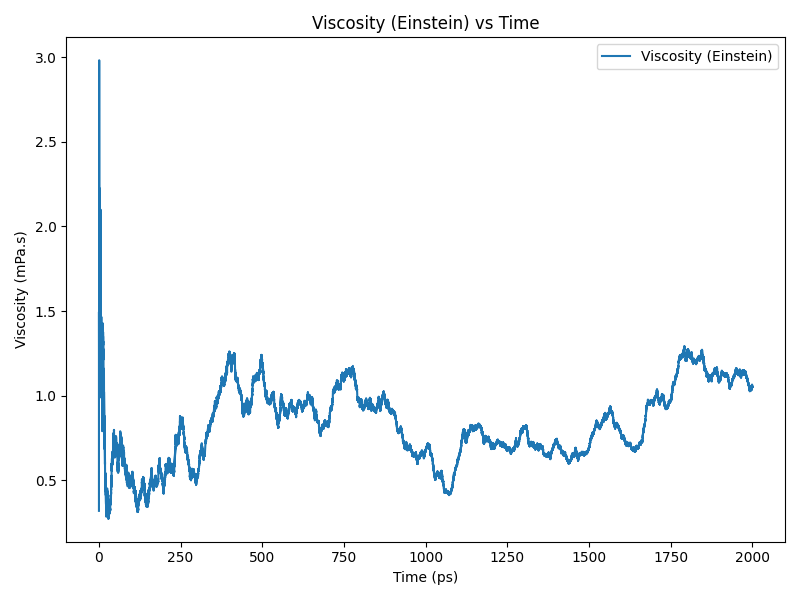 Viscosity (Einstein) vs Time
Viscosity (Einstein)
3.0
2.5
2.0
1.5
1.0
0.5
Viscosity (mPa.s)
0 250 500 750 1000 1250 1500 1750 2000
Time (ps)